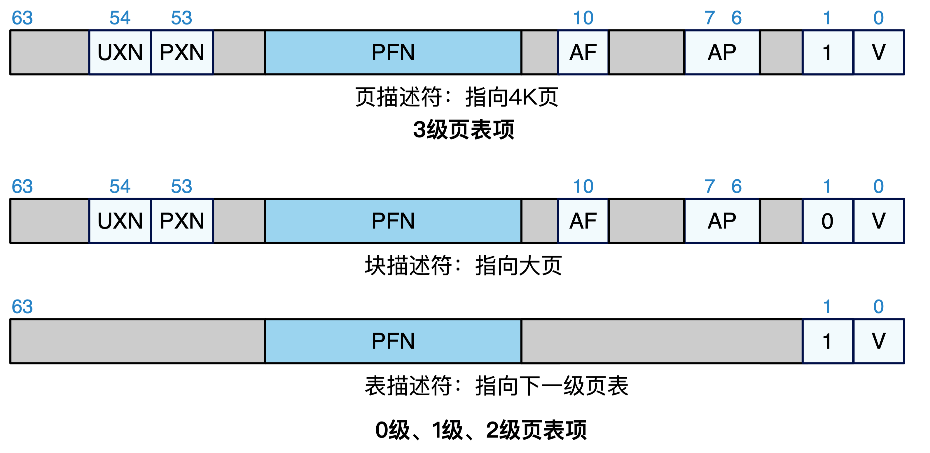 63 54 53 10 7 6 1 0
UXN PXN PFN AF AP 1 V
页描述符：指向4K页
3级页表项
63 54 53 10 7 6 1 0
UXN PXN PFN AF AP 0 V
块描述符：指向大页
63 1 0
PFN 1 V
表描述符：指向下一级页表
0级、1级、2级页表项